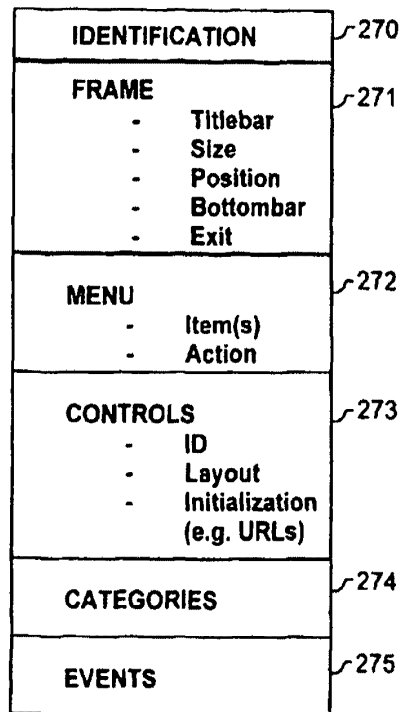 IDENTIFICATION 270
FRAME 271
- Titlebar
- Size
- Position
- Bottombar
- Exit
MENU 272
- Item(s)
- Action
CONTROLS 273
- ID
- Layout
- Initialization
(e.g. URLs)
CATEGORIES 274
EVENTS 275